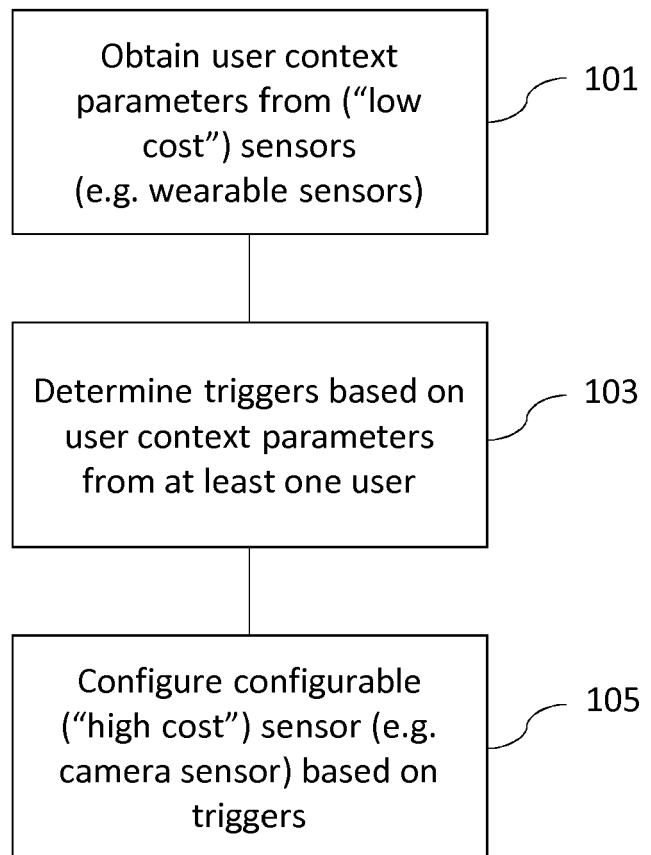 Obtain user context
parameters from (“low
cost”) sensors
(e.g. wearable sensors)
101
Determine triggers based on
user context parameters
from at least one user
103
Configure configurable
(“high cost”) sensor (e.g.
camera sensor) based on
triggers
105